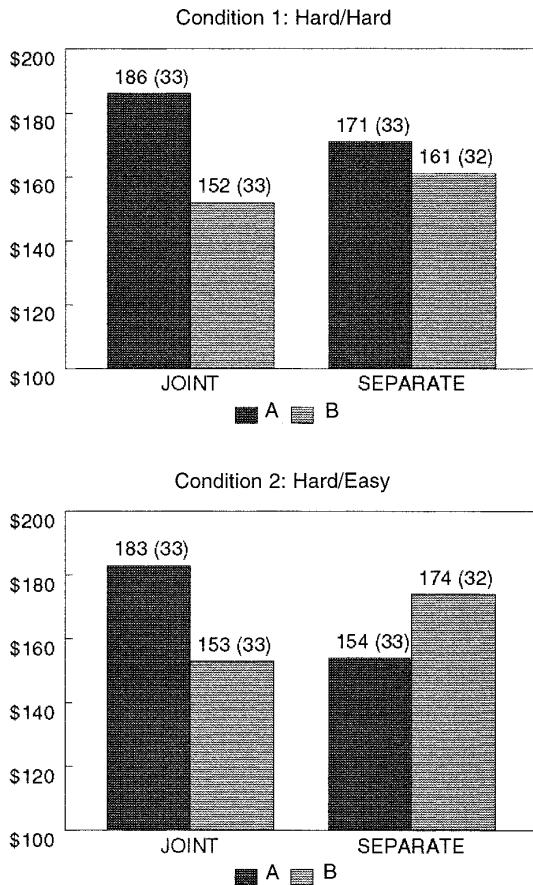 Condition 1: Hard/Hard
$200
186 (33)
$180
171 (33)
161 (32)
$160
152 (33)
$140
$120
$100
JOINT SEPARATE
A B
Condition 2: Hard/Easy
$200
183 (33)
$180
174 (32)
$160
153 (33) 154 (33)
$140
$120
$100
JOINT SEPARATE
A B